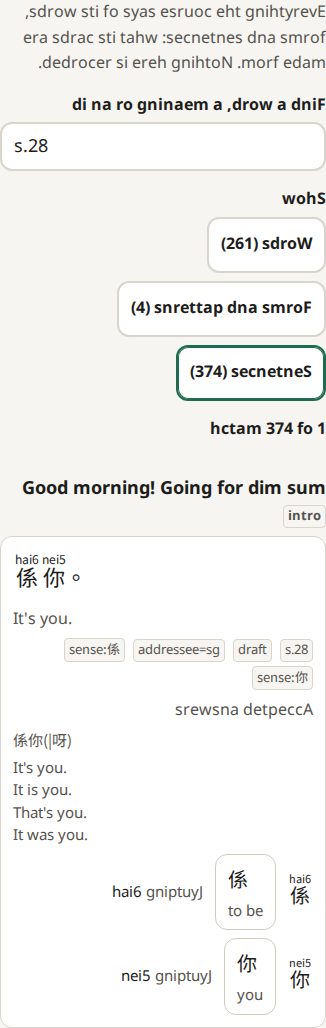 ,sdrow sti fo syas esruoc eht gnihtyrevE
era sdrac sti tahw :secnetnes dna smrof
.deredro si ereh gnihtoN .morf edam
di na ro gninaem a ,drow a dniF
s.28
wohS
(261) sdroW
(4) snrettap dna smroF
(374) secnetneS
hctam 374 fo 1
Good morning! Going for dim sum
intro
hai6 nei5
係 你。
It's you.
sense:係 addressee=sg draft s.28
sense:你
srewsna detpeccA
係你(|呀)
It's you.
It is you.
That's you.
It was you.
hai6
係
係
to be
hai6 gniptuyJ
nei5
你
你
you
nei5 gniptuyJ